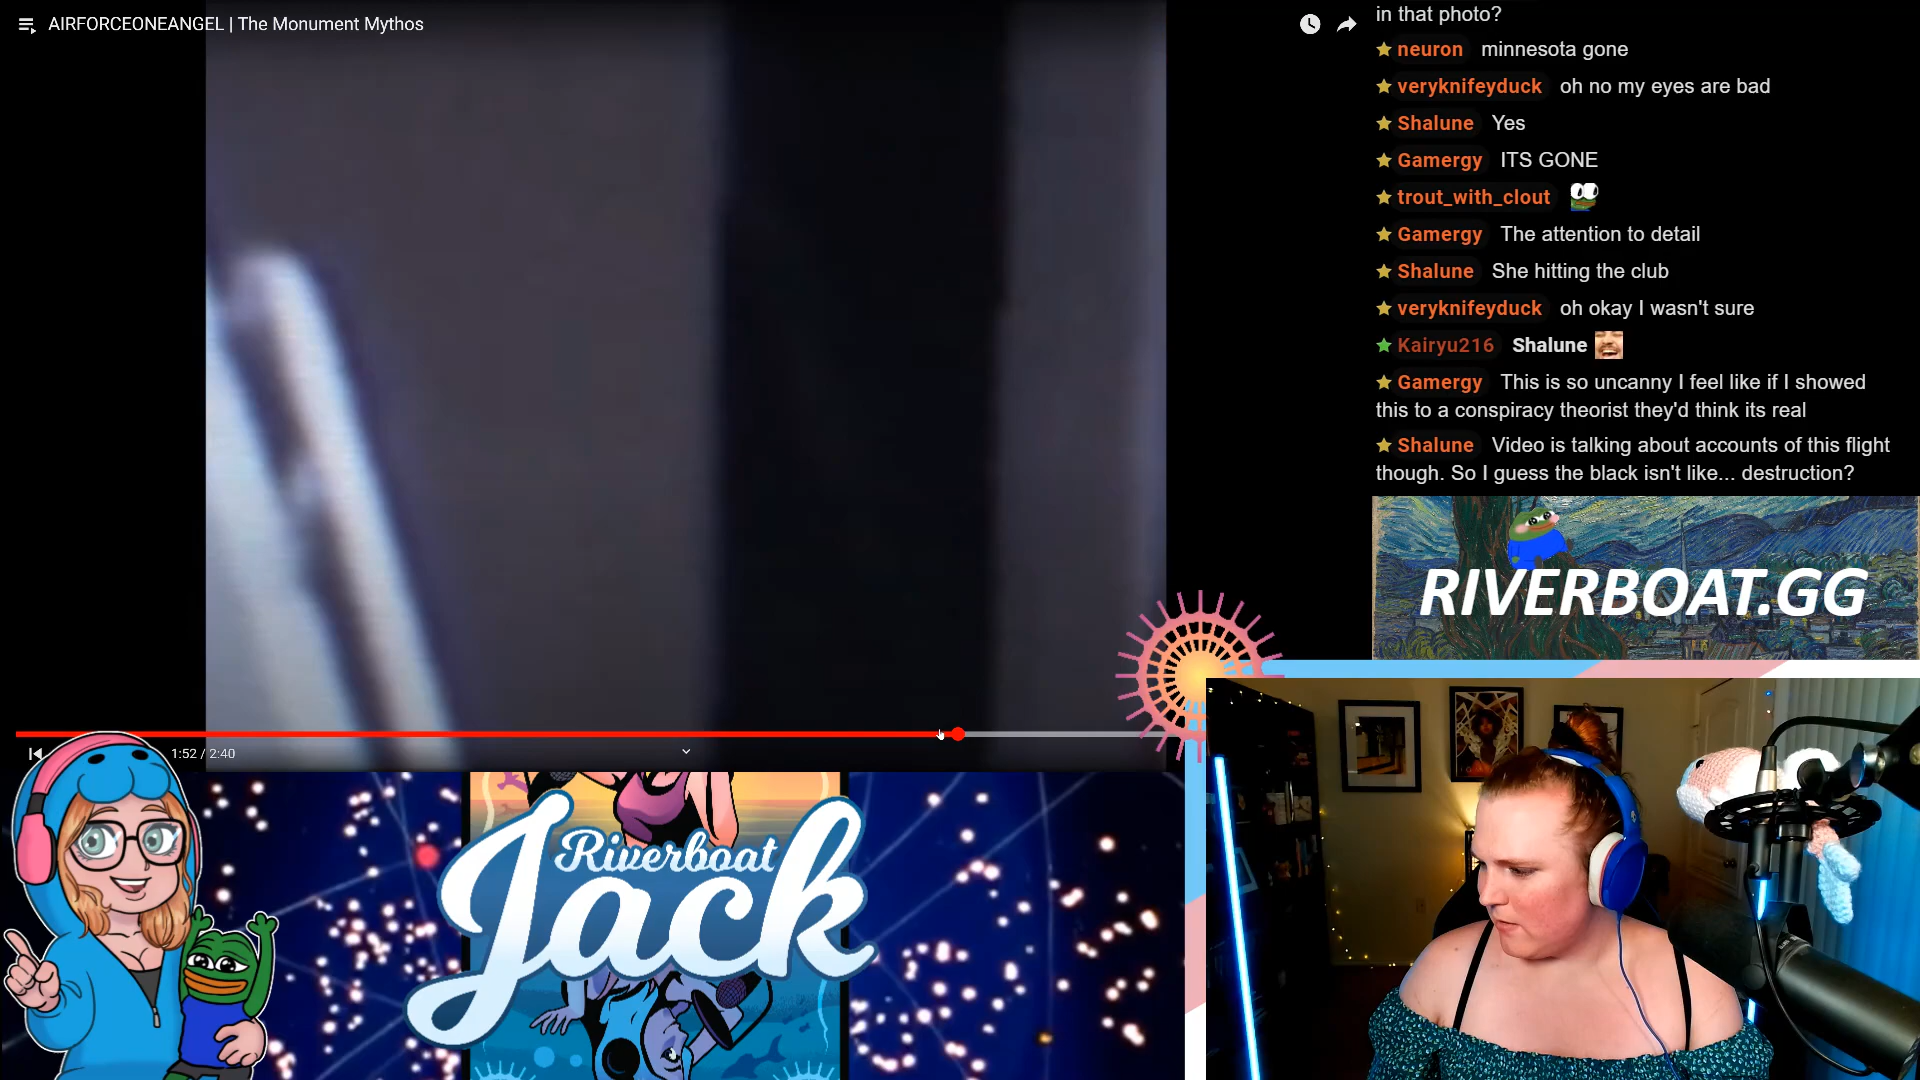 AIRFORCEONEANGEL | The Monument Mythos
in that photo?
neuron minnesota gone
veryknifeyduck oh no my eyes are bad
Shalune Yes
Gamergy ITS GONE
trout_with_clout
Gamergy The attention to detail
Shalune She hitting the club
veryknifeyduck oh okay I wasn't sure
Kairyu216 Shalune
Gamergy This is so uncanny I feel like if I showed
this to a conspiracy theorist they'd think its real
Shalune Video is talking about accounts of this flight
though. So I guess the black isn't like... destruction?
RIVERBOAT.GG
1:52 / 2:40
Riverboat
Jack